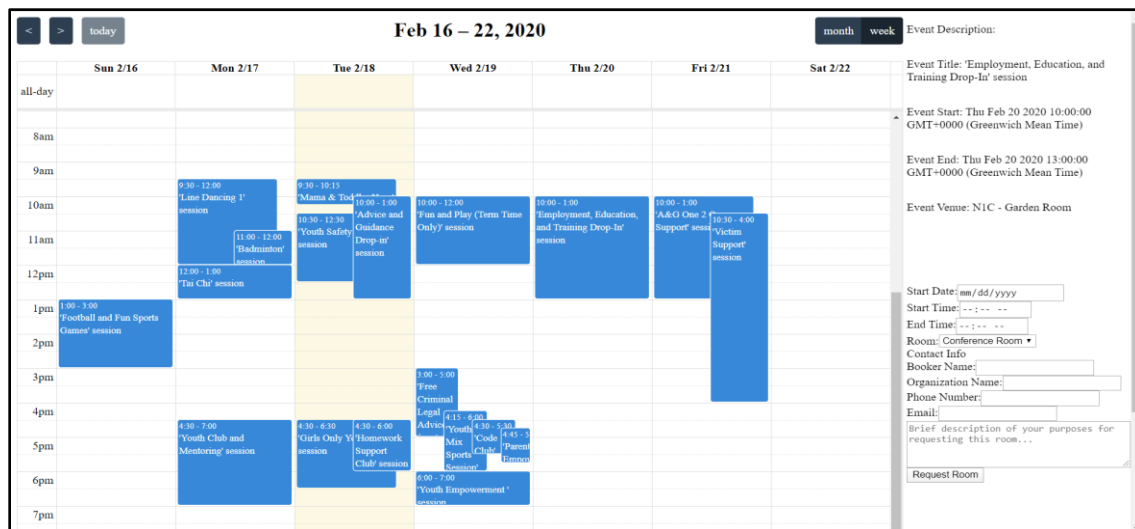 < > today
Feb 16 – 22, 2020
month week
Sun 2/16 Mon 2/17 Tue 2/18 Wed 2/19 Thu 2/20 Fri 2/21 Sat 2/22
all-day
8am
9am
10am
11am
12pm
1pm
2pm
3pm
4pm
5pm
6pm
7pm
1:00 - 3:00
'Football and Fun Sports
Games' session
9:30 - 12:00
'Line Dancing 1'
session
11:00 - 12:00
'Badminton'
session
12:00 - 1:00
'Tai Chi' session
4:30 - 7:00
'Youth Club and
Mentoring' session
9:30 - 10:15
'Mama &
10:00 - 1:00
'Advice and
Guidance
Drop-in'
session
10:30 - 12:30
'Youth Safety
session
4:30 - 6:30
'Girls Only
session
4:30 - 6:00
'Homework
Support
Club' session
10:00 - 12:00
'Fun and Play (Term Time
Only)' session
3:00 - 5:00
'Free
Criminal
Legal
Advice
4:15 - 6:00
'Youth
Mix
Sports
Session'
4:30 - 5:30
'Code
Club'
4:45 - 5
'Parent
6:00 - 7:00
'Youth Empowerment '
session
10:00 - 1:00
'Employment, Education,
and Training Drop-In'
session
10:00 - 1:00
'A&G One 2
Support'
10:30 - 4:00
'Victim
Support'
session
Event Description:
Event Title: 'Employment, Education, and
Training Drop-In' session
Event Start: Thu Feb 20 2020 10:00:00
GMT+0000 (Greenwich Mean Time)
Event End: Thu Feb 20 2020 13:00:00
GMT+0000 (Greenwich Mean Time)
Event Venue: N1C - Garden Room
Start Date: mm/dd/yyyy
Start Time: --:-- --
End Time: --:-- --
Room: Conference Room
Contact Info
Booker Name:
Organization Name:
Phone Number:
Email:
Brief description of your purposes for
requesting this room...
Request Room